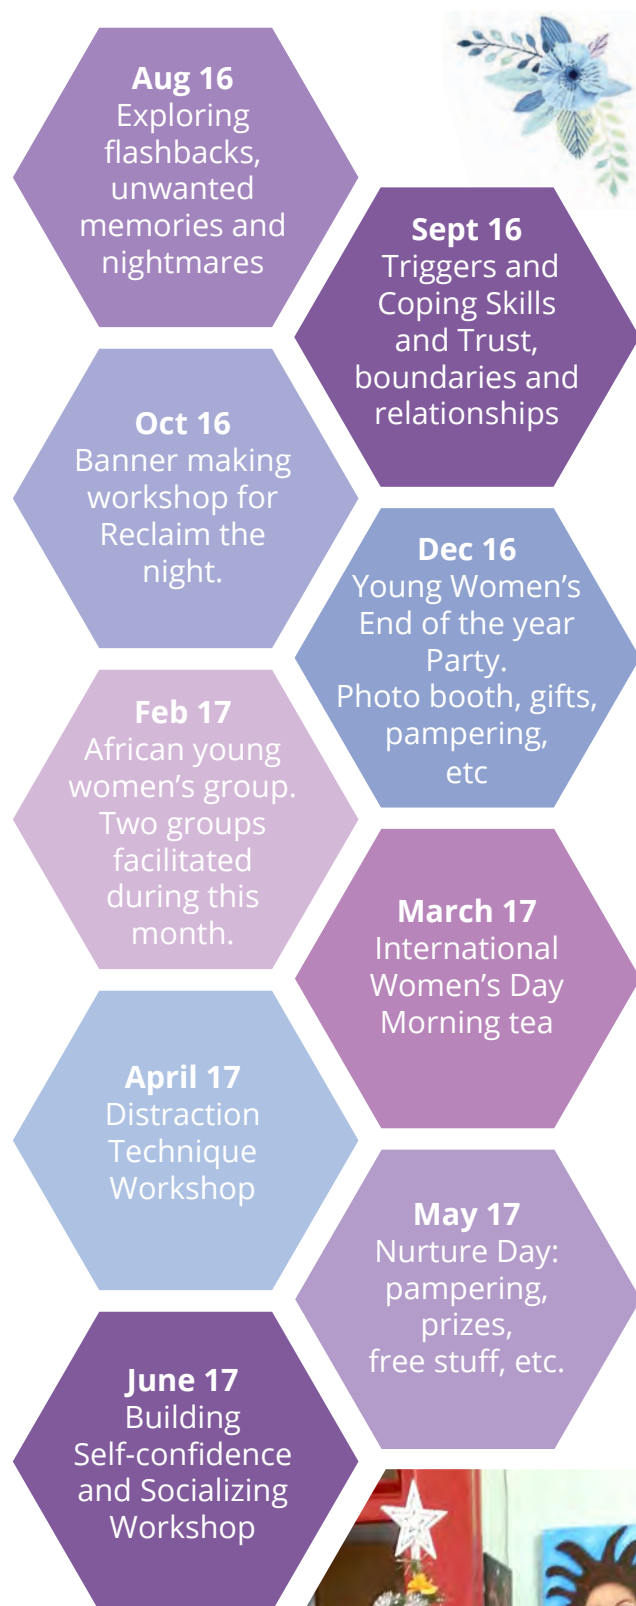 Aug 16
Exploring
flashbacks,
unwanted
memories and
nightmares
Sept 16
Triggers and
Coping Skills
and Trust,
boundaries and
relationships
Oct 16
Banner making
workshop for
Reclaim the
night.
Dec 16
Young Women’s
End of the year
Party.
Photo booth, gifts,
pampering,
etc
Feb 17
African young
women’s group.
Two groups
facilitated
during this
month.
March 17
International
Women’s Day
Morning tea
April 17
Distraction
Technique
Workshop
May 17
Nurture Day:
pampering,
prizes,
free stuff, etc.
June 17
Building
Self-confidence
and Socializing
Workshop